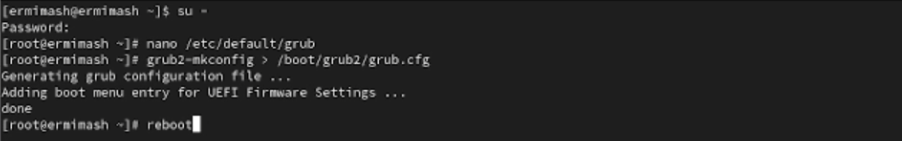 [ermimash@ermimash ~]$ su -
Password:
[root@ermimash ~]# nano /etc/default/grub
[root@ermimash ~]# grub2-mkconfig > /boot/grub2/grub.cfg
Generating grub configuration file ...
Adding boot menu entry for UEFI Firmware Settings ...
done
[root@ermimash ~]# reboot